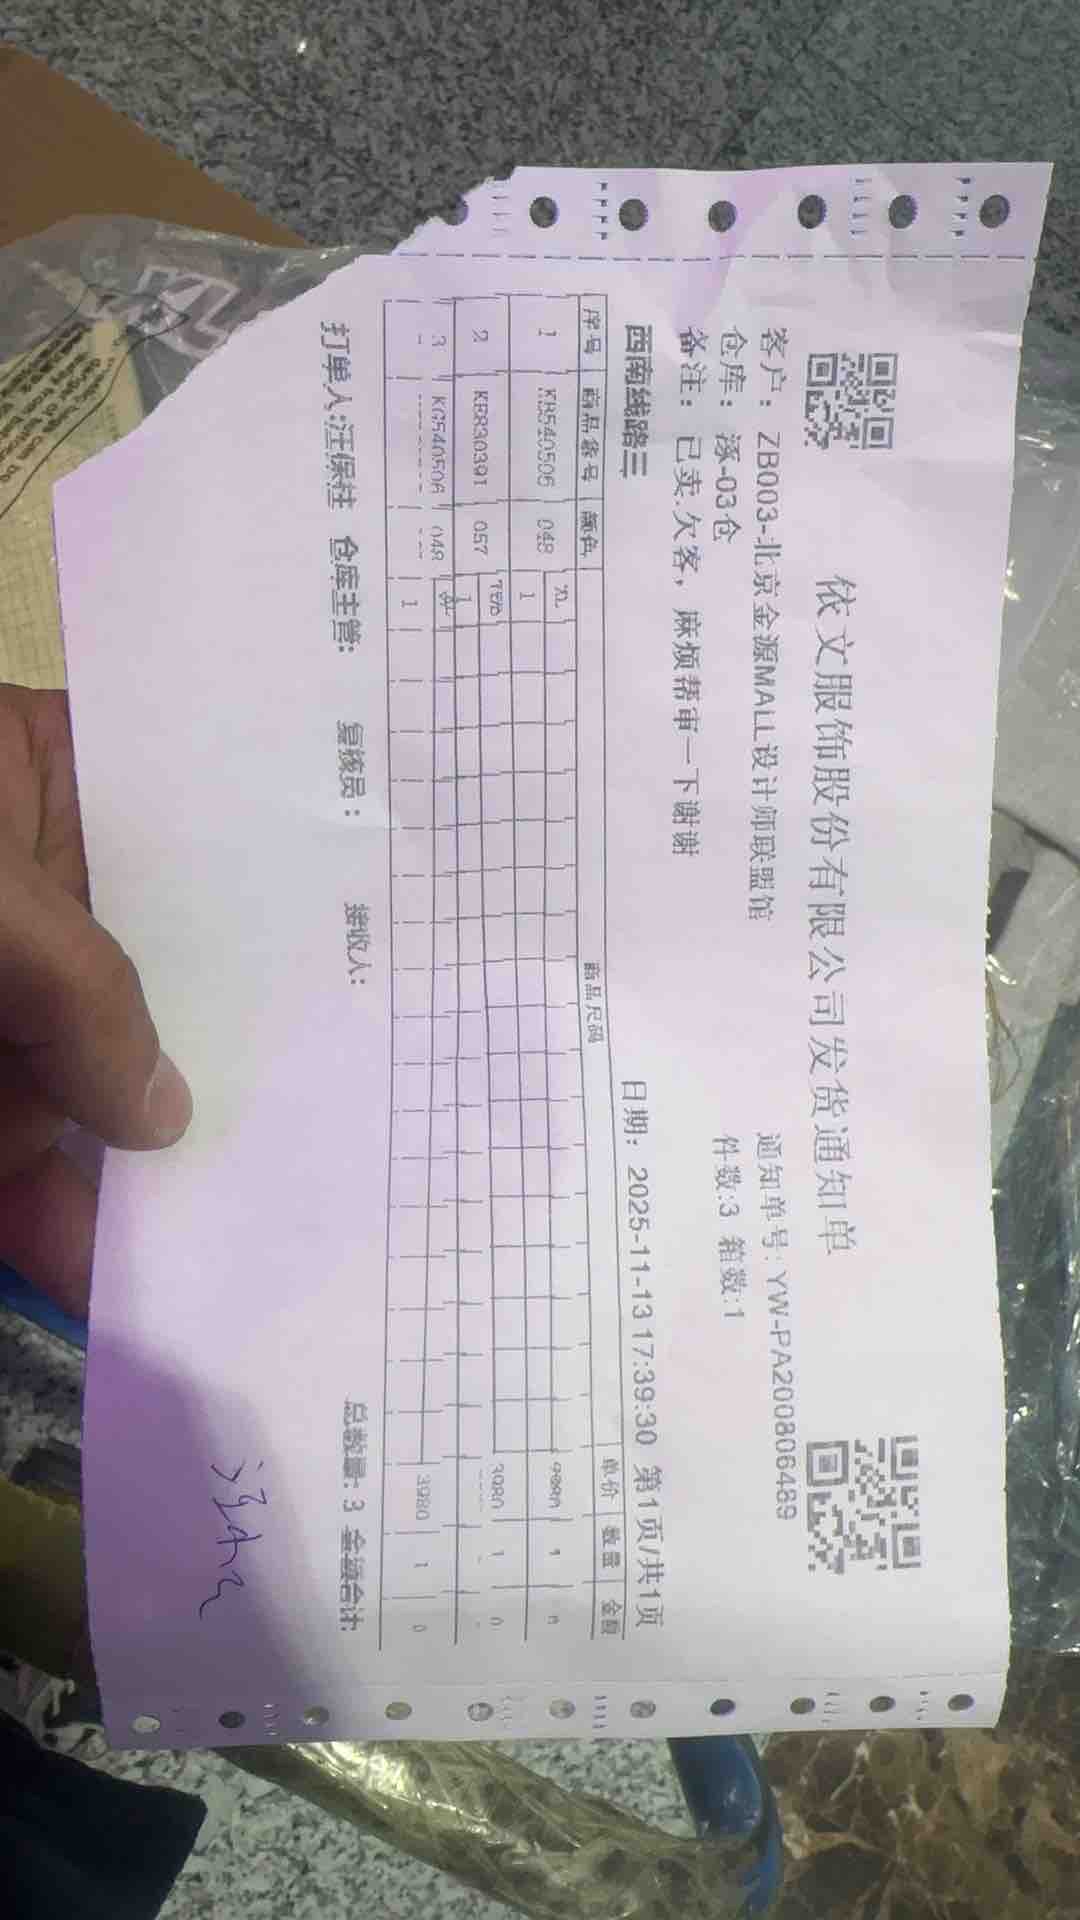 依文服饰股份有限公司发货通知单
客户：ZB003-北京金源MALL设计师联盟馆 通知单号：YW-PA200806489
仓库：涿-03仓 件数:3 箱数:1
备注：已卖.欠客，麻烦帮审一下谢谢
西南线路三 日期：2025-11-13 17:39:30 第1页/共1页
序号 商品货号 颜色 商品尺码 单价 数量 金额
XL
1 KB540506 048 1 1 0
2 KE830391 057 1 3980 1 0
3 KG540506 048 1 3980 1 0
打单人:汪保柱 仓库主管: 复核员： 接收人: 总数量: 3 金额合计: